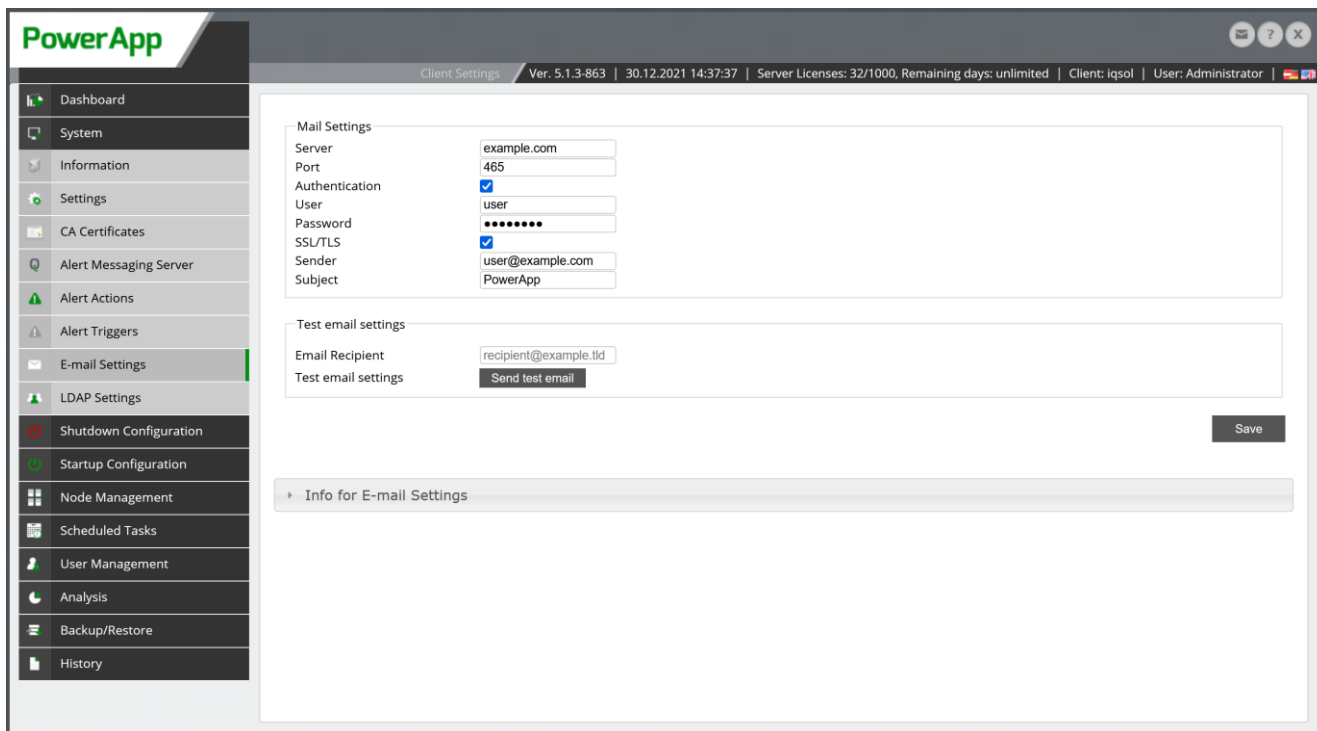 PowerApp
?
X
Client Settings
Ver. 5.1.3-863 | 30.12.2021 14:37:37 | Server Licenses: 32/1000, Remaining days: unlimited | Client: iqsol | User: Administrator |
Dashboard
System
Information
Settings
CA Certificates
Q Alert Messaging Server
Alert Actions
Alert Triggers
E-mail Settings
LDAP Settings
Shutdown Configuration
Startup Configuration
Node Management
Scheduled Tasks
User Management
Analysis
Backup/Restore
History
Mail Settings
Server example.com
Port 465
Authentication
User user
Password ••••••••
SSL/TLS
Sender user@example.com
Subject PowerApp
Test email settings
Email Recipient recipient@example.tld
Test email settings Send test email
Save
Info for E-mail Settings